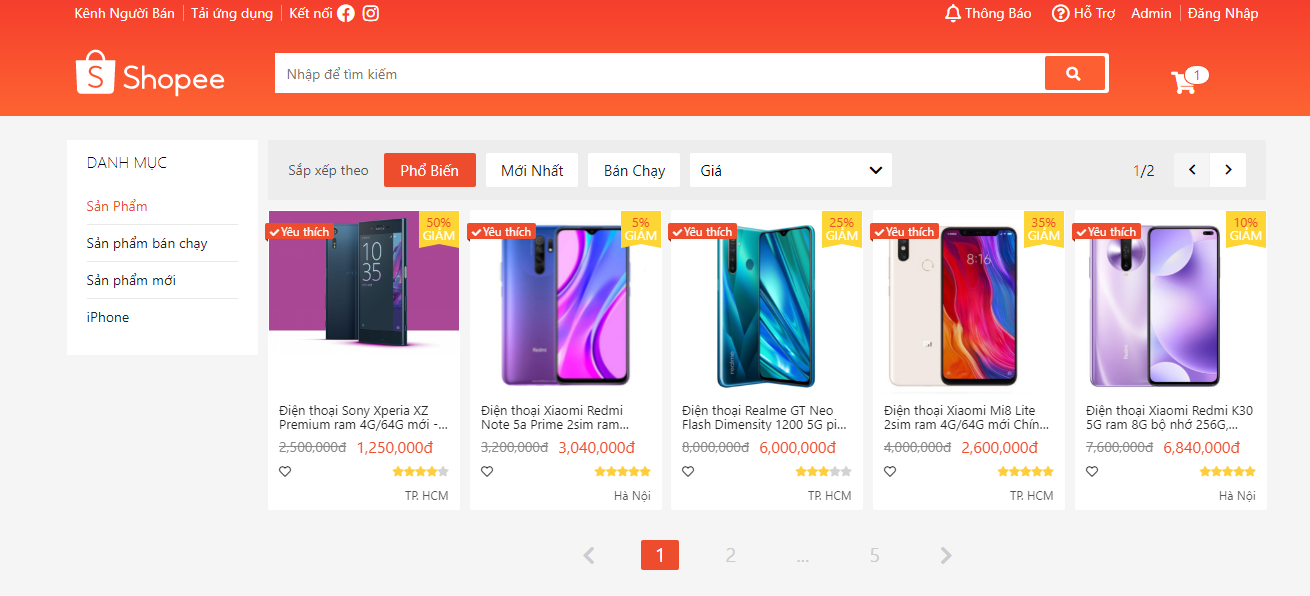 Kênh Người Bán Tải ứng dụng Kết nối Thông Báo Hỗ Trợ Admin Đăng Nhập
S Shopee Nhập để tìm kiếm 1
DANH MỤC
Sản Phẩm
Sản phẩm bán chạy
Sản phẩm mới
iPhone
Sắp xếp theo Phổ Biến Mới Nhất Bán Chạy Giá 1/2
Yêu thích 50% GIẢM
10 35
Điện thoại Sony Xperia XZ
Premium ram 4G/64G mới -...
2,500,000đ 1,250,000đ
TP. HCM
Yêu thích 5% GIẢM
Redmi
Điện thoại Xiaomi Redmi
Note 5a Prime 2sim ram...
3,200,000đ 3,040,000đ
Hà Nội
Yêu thích 25% GIẢM
realme
Điện thoại Realme GT Neo
Flash Dimensity 1200 5G pi...
8,000,000đ 6,000,000đ
TP. HCM
Yêu thích 35% GIẢM
8:16
Điện thoại Xiaomi Mi8 Lite
2sim ram 4G/64G mới Chín...
4,000,000đ 2,600,000đ
TP. HCM
Yêu thích 10% GIẢM
Redmi
Điện thoại Xiaomi Redmi K30
5G ram 8G bộ nhớ 256G,...
7,600,000đ 6,840,000đ
Hà Nội
1 2 ... 5